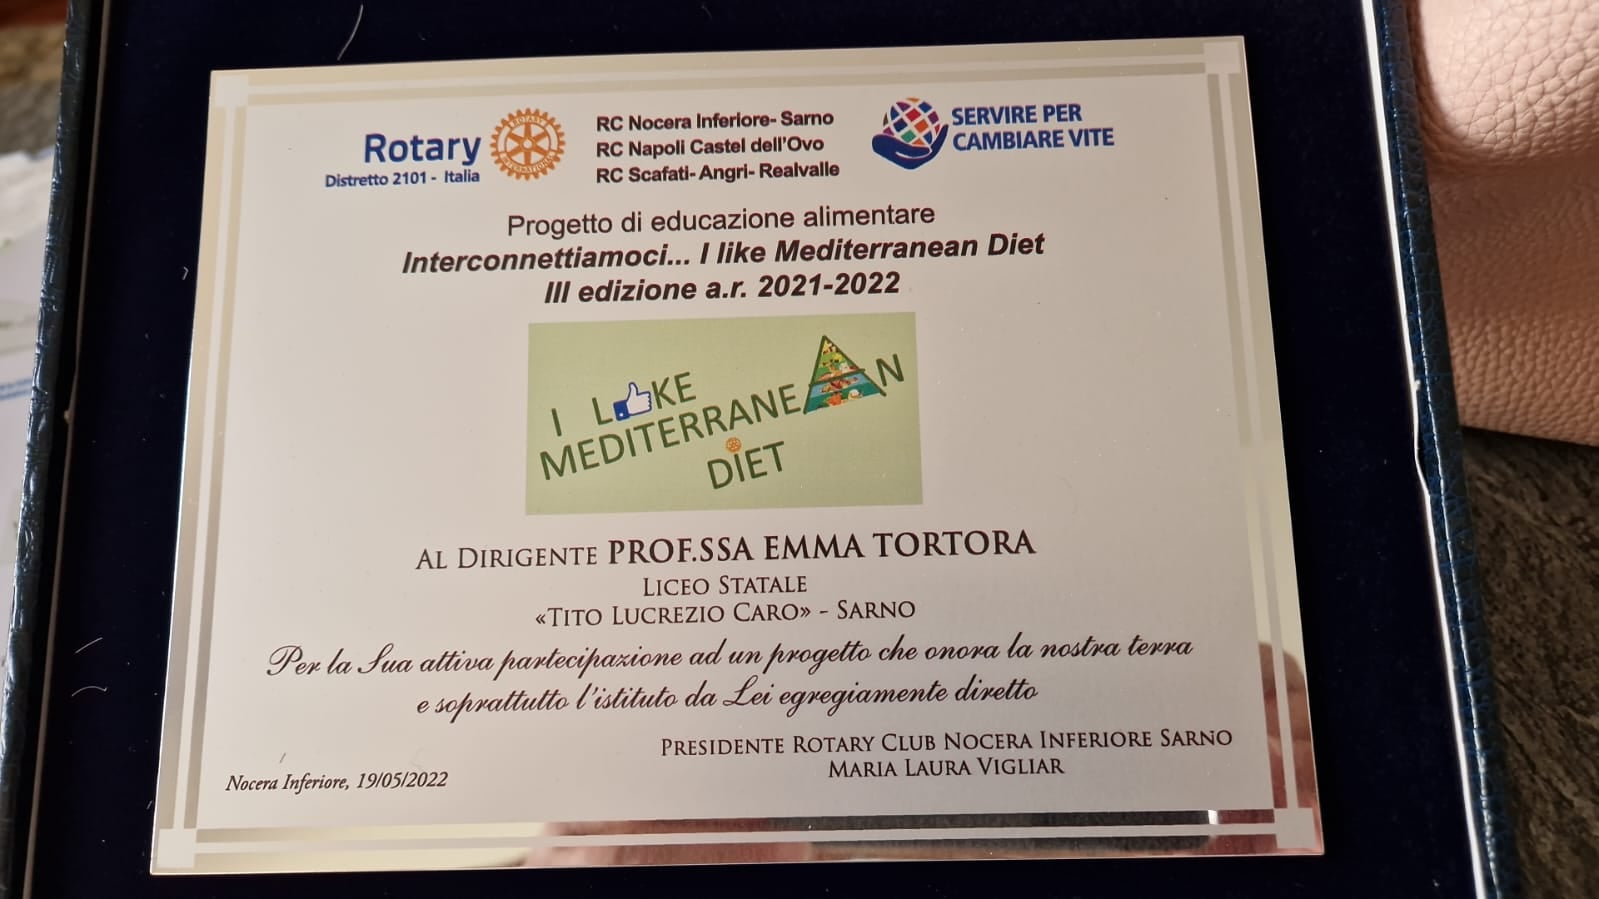 Rotary
Distretto 2101 - Italia
ROTARY
INTERNATIONAL
RC Nocera Inferiore- Sarno
RC Napoli Castel dell'Ovo
RC Scafati- Angri- Realvalle
SERVIRE PER
CAMBIARE VITE
Progetto di educazione alimentare
Interconnettiamoci... I like Mediterranean Diet
III edizione a.r. 2021-2022
I LIKE
MEDITERRANEAN
DIET
AL DIRIGENTE PROF.SSA EMMA TORTORA
LICEO STATALE
«TITO LUCREZIO CARO» - SARNO
Per la Sua attiva partecipazione ad un progetto che onora la nostra terra
e soprattutto l'istituto da Lei egregiamente diretto
PRESIDENTE ROTARY CLUB NOCERA INFERIORE SARNO
MARIA LAURA VIGLIAR
Nocera Inferiore, 19/05/2022